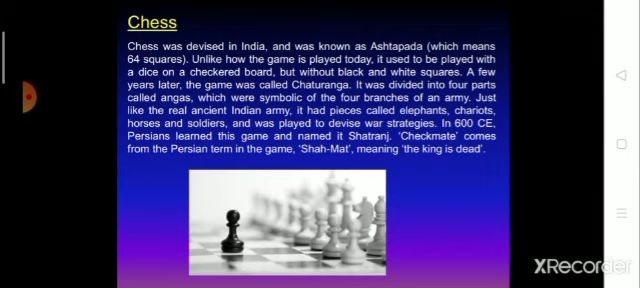 Chess
Chess was devised in India, and was known as Ashtapada (which means
64 squares). Unlike how the game is played today, it used to be played with
a dice on a checkered board, but without black and white squares. A few
years later, the game was called Chaturanga. It was divided into four parts
called angas, which were symbolic of the four branches of an army. Just
like the real ancient Indian army, it had pieces called elephants, chariots,
horses and soldiers, and was played to devise war strategies. In 600 CE,
Persians learned this game and named it Shatranj. ‘Checkmate’ comes
from the Persian term in the game, ‘Shah-Mat’, meaning ‘the king is dead’.
XRecorder